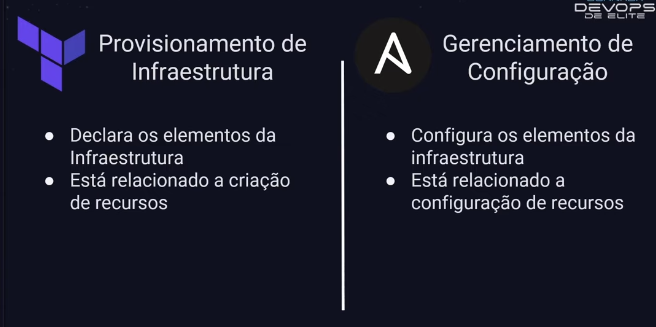 DEVOPS
DE ELITE
Provisionamento de
Infraestrutura
● Declara os elementos da
Infraestrutura
● Está relacionado a criação
de recursos
Gerenciamento de
Configuração
● Configura os elementos da
infraestrutura
● Está relacionado a
configuração de recursos